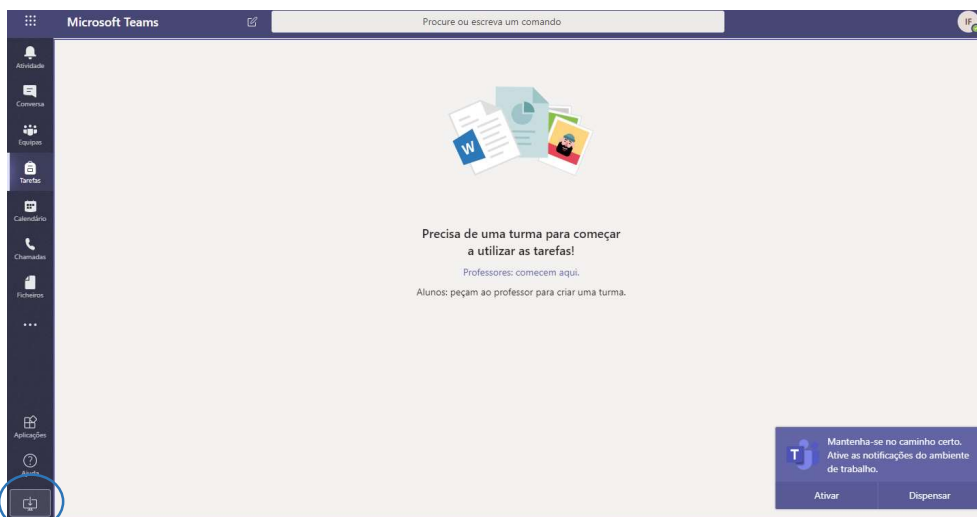 Microsoft Teams
Procure ou escreva um comando
IF
Atividade
Conversa
Equipas
Tarefas
Calendário
Chamadas
Ficheiros
Aplicações
Ajuda
W
Precisa de uma turma para começar
a utilizar as tarefas!
Professores: comecem aqui.
Alunos: peçam ao professor para criar uma turma.
T
Mantenha-se no caminho certo.
Ative as notificações do ambiente
de trabalho.
Ativar
Dispensar